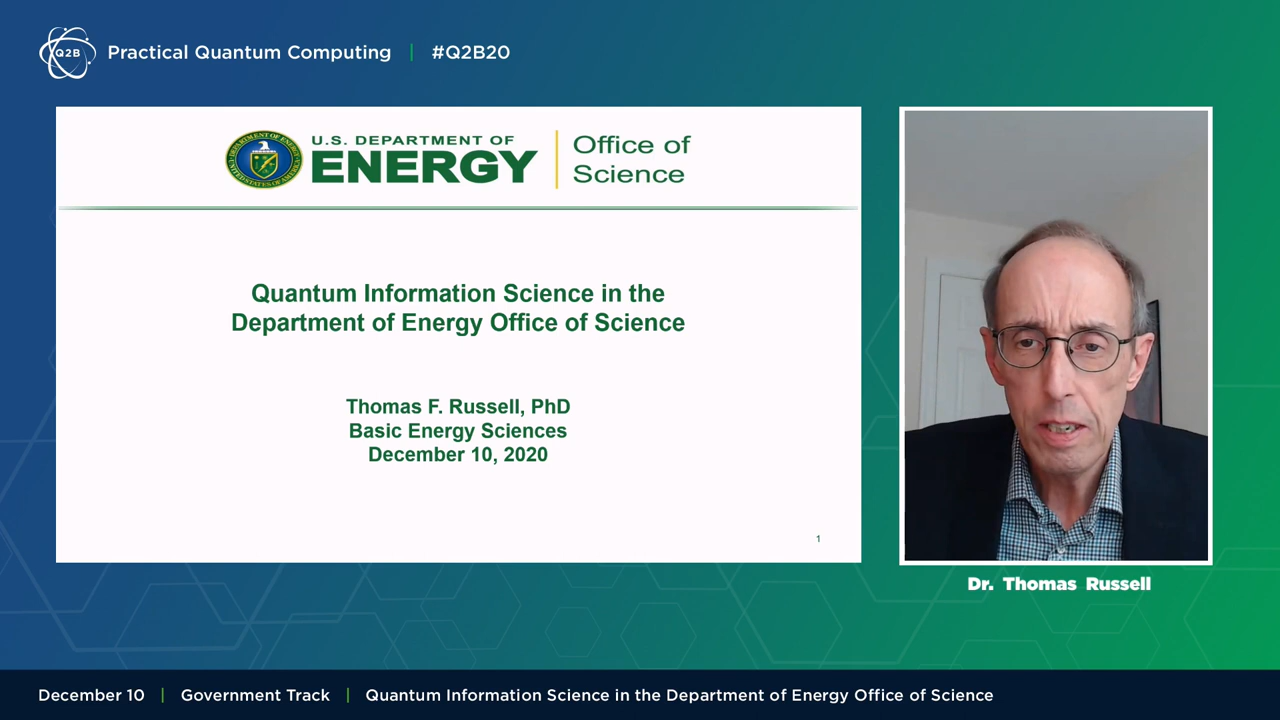 Q2B
Practical Quantum Computing | #Q2B20
U.S. DEPARTMENT OF
ENERGY
Office of
Science
Quantum Information Science in the
Department of Energy Office of Science
Thomas F. Russell, PhD
Basic Energy Sciences
December 10, 2020
1
Dr. Thomas Russell
December 10 | Government Track | Quantum Information Science in the Department of Energy Office of Science